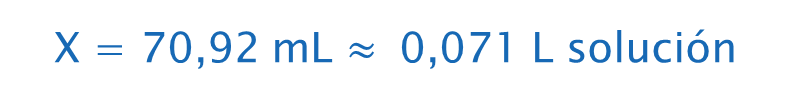 X = 70,92 mL ≈ 0,071 L solución